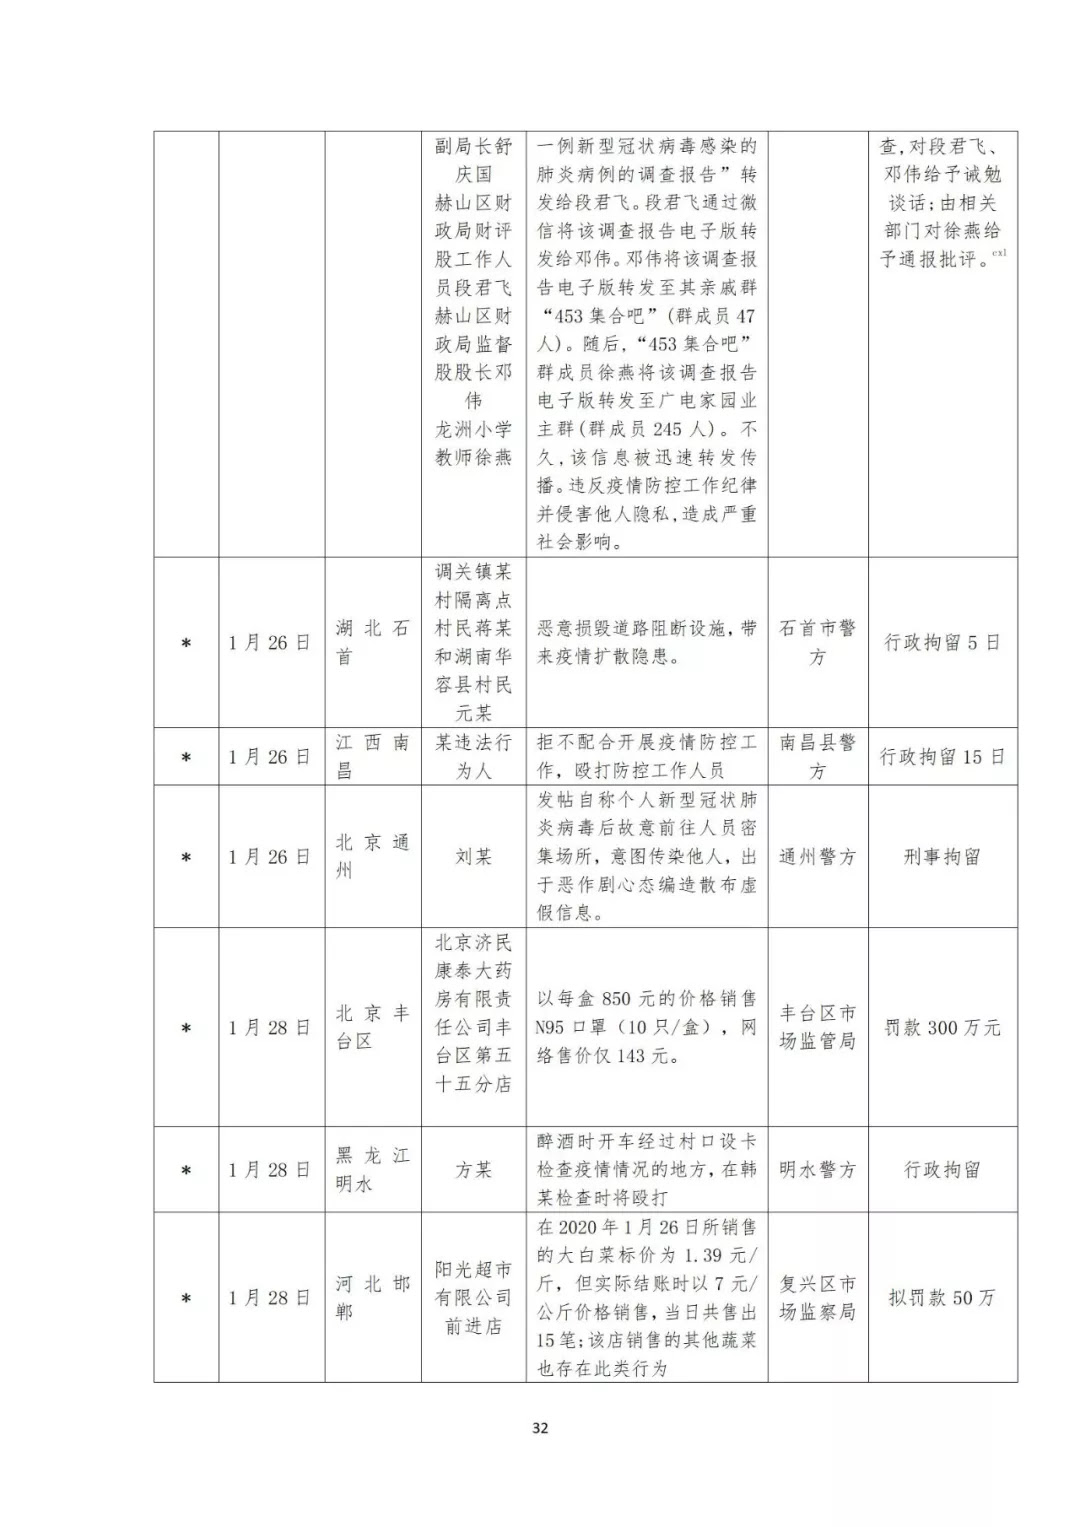 副局长舒
庆国
赫山区财
政局财评
股工作人
员段君飞
赫山区财
政局监督
股股长邓
伟
龙洲小学
教师徐燕
一例新型冠状病毒感染的
肺炎病例的调查报告”转
发给段君飞。段君飞通过微
信将该调查报告电子版转
发给邓伟。邓伟将该调查报
告电子版转发至其亲戚群
“453 集合吧”(群成员 47
人)。随后,“453 集合吧”
群成员徐燕将该调查报告
电子版转发至广电家园业
主群(群成员 245 人)。不
久,该信息被迅速转发传
播。违反疫情防控工作纪律
并侵害他人隐私,造成严重
社会影响。
查,对段君飞、
邓伟给予诫勉
谈话;由相关
部门对徐燕给
予通报批评。cxl
*
1 月 26 日
湖北石
首
调关镇某
村隔离点
村民蒋某
和湖南华
容县村民
元某
恶意损毁道路阻断设施,带
来疫情扩散隐患。
石首市警
方
行政拘留 5 日
*
1 月 26 日
江西南
昌
某违法行
为人
拒不配合开展疫情防控工
作，殴打防控工作人员
南昌县警
方
行政拘留 15 日
*
1 月 26 日
北京通
州
刘某
发帖自称个人新型冠状肺
炎病毒后故意前往人员密
集场所，意图传染他人，出
于恶作剧心态编造散布虚
假信息。
通州警方
刑事拘留
*
1 月 28 日
北京丰
台区
北京济民
康泰大药
房有限责
任公司丰
台区第五
十五分店
以每盒 850 元的价格销售
N95 口罩（10 只/盒），网
络售价仅 143 元。
丰台区市
场监管局
罚款 300 万元
*
1 月 28 日
黑龙江
明水
方某
醉酒时开车经过村口设卡
检查疫情情况的地方,在韩
某检查时将殴打
明水警方
行政拘留
*
1 月 28 日
河北邯
郸
阳光超市
有限公司
前进店
在 2020 年 1 月 26 日所销售
的大白菜标价为 1.39 元/
斤，但实际结账时以 7 元/
公斤价格销售,当日共售出
15 笔;该店销售的其他蔬菜
也存在此类行为
复兴区市
场监察局
拟罚款 50 万
32